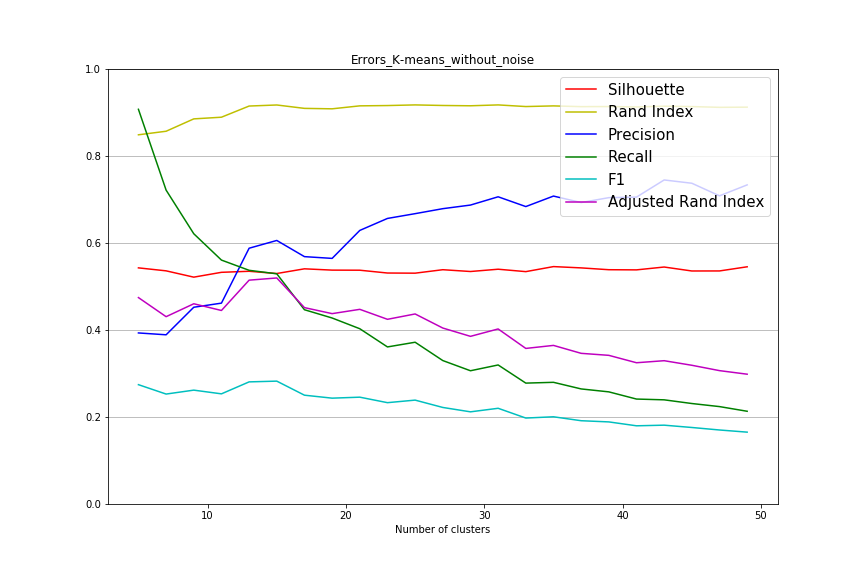 Errors_K-means_without_noise
1.0
0.8
0.6
0.4
0.2
0.0
Silhouette
Rand Index
Precision
Recall
F1
Adjusted Rand Index
10 20 30 40 50
Number of clusters